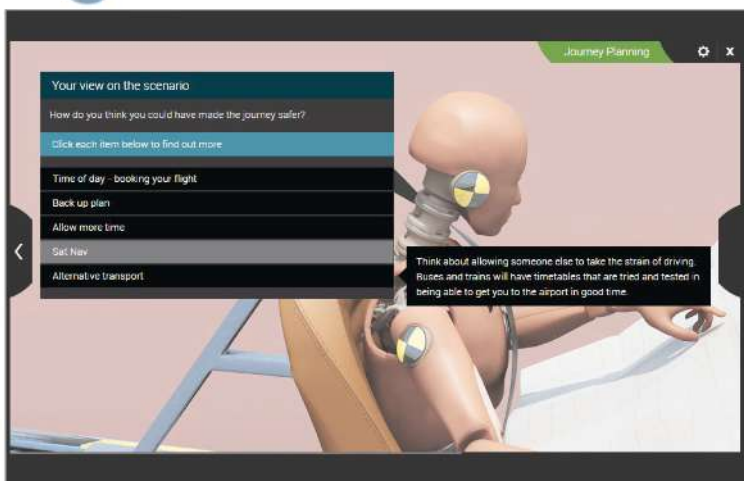 Journey Planning
X
Your view on the scenario
How do you think you could have made the journey safer?
Click each item below to find out more
Time of day - booking your flight
Back up plan
Allow more time
Sat Nav
Alternative transport
Think about allowing someone else to take the strain of driving.
Buses and trains will have timetables that are tried and tested in
being able to get you to the airport in good time.